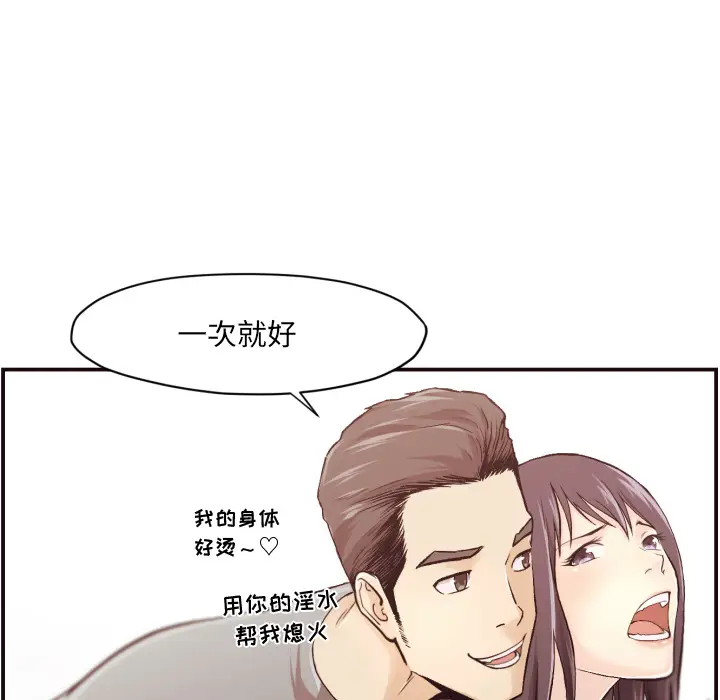 一次就好
我的身体
好烫～♡
用你的淫水
帮我熄火